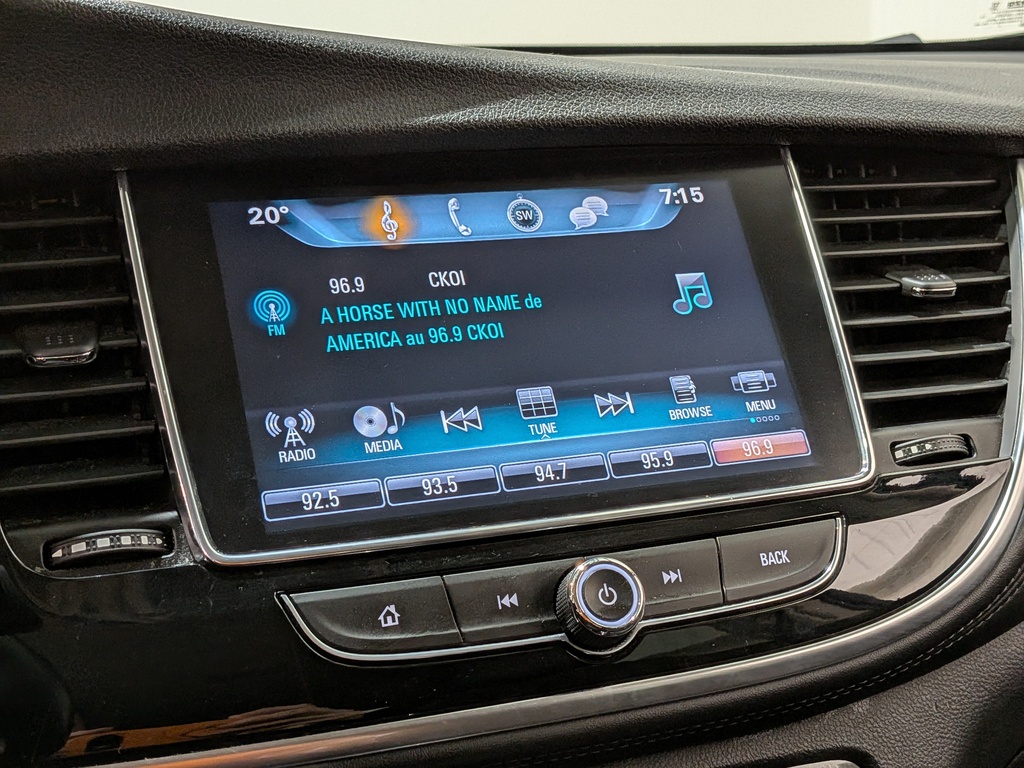 20° SW 7:15
96.9 CKOI
A HORSE WITH NO NAME de
AMERICA au 96.9 CKOI
FM
RADIO MEDIA TUNE BROWSE MENU
92.5 93.5 94.7 95.9 96.9
BACK